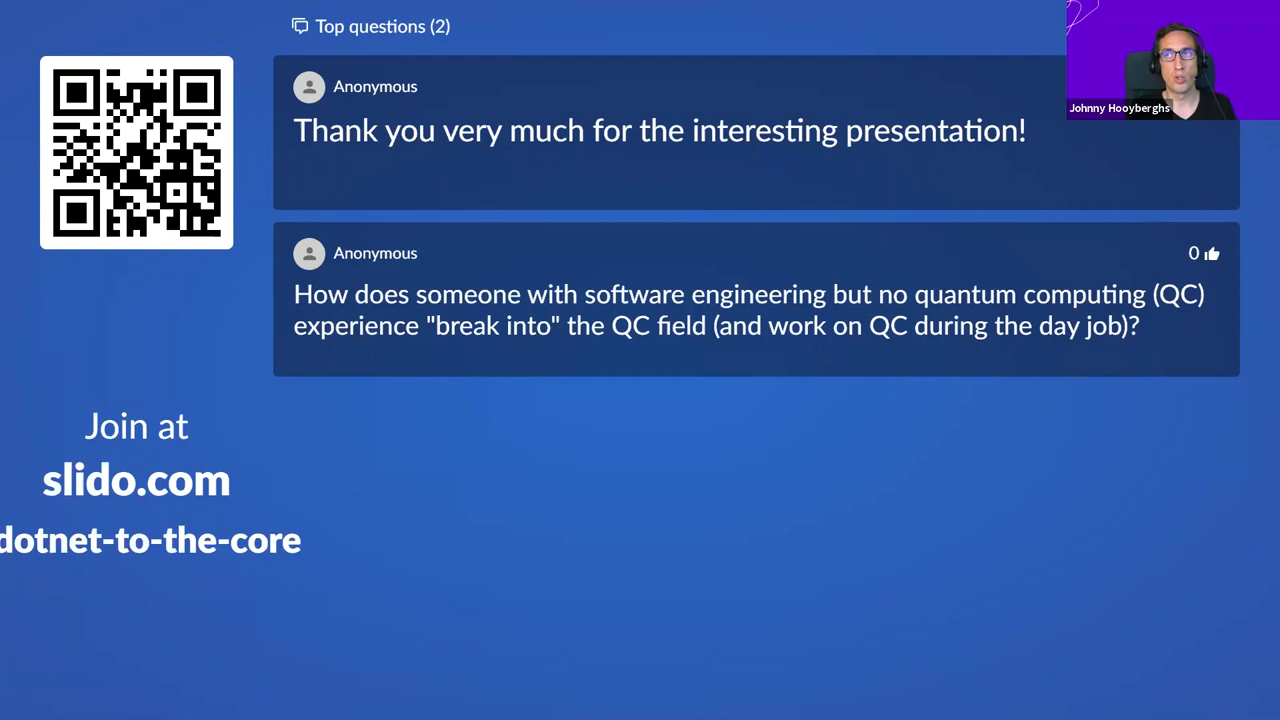 Top questions (2)
Anonymous
Thank you very much for the interesting presentation!
Johnny Hooyberghs
Anonymous
0
How does someone with software engineering but no quantum computing (QC)
experience "break into" the QC field (and work on QC during the day job)?
Join at
slido.com
dotnet-to-the-core